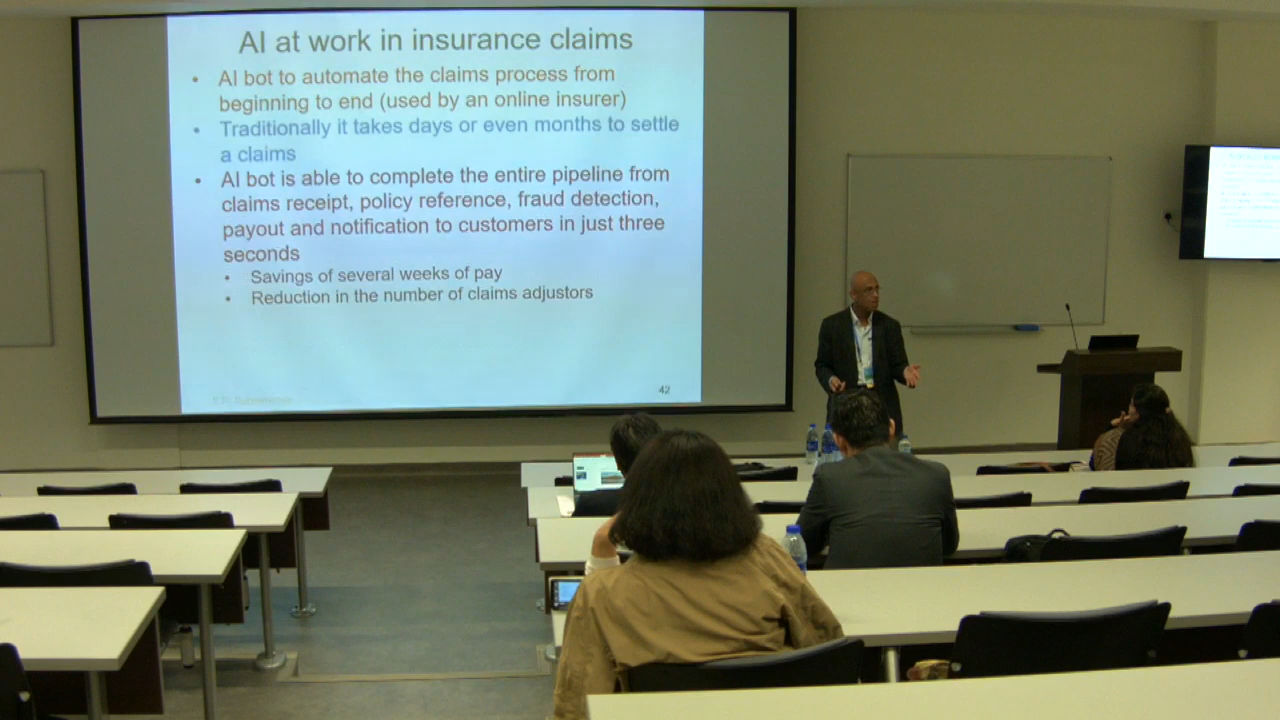 AI at work in insurance claims
• AI bot to automate the claims process from
beginning to end (used by an online insurer)
• Traditionally it takes days or even months to settle
a claims
• AI bot is able to complete the entire pipeline from
claims receipt, policy reference, fraud detection,
payout and notification to customers in just three
seconds
• Savings of several weeks of pay
• Reduction in the number of claims adjustors
42